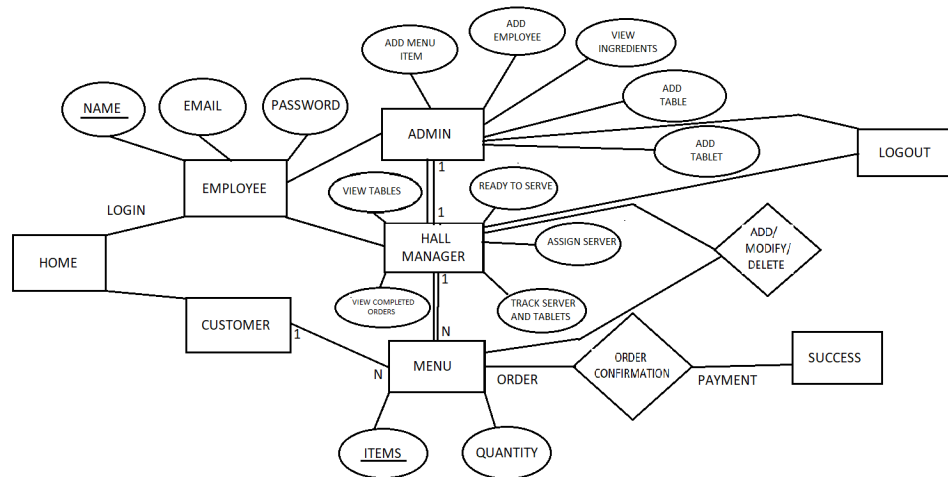 ADD
EMPLOYEE
ADD MENU
ITEM
VIEW
INGREDIENTS
NAME
EMAIL
PASSWORD
ADD
TABLE
ADMIN
ADD
TABLET
LOGOUT
1
EMPLOYEE
VIEW TABLES
READY TO SERVE
LOGIN
1
HALL
MANAGER
ASSIGN SERVER
ADD/
MODIFY/
DELETE
HOME
1
VIEW COMPLETED
ORDERS
TRACK SERVER
AND TABLETS
CUSTOMER
1
N
MENU
N
ORDER
ORDER
CONFIRMATION
PAYMENT
SUCCESS
ITEMS
QUANTITY